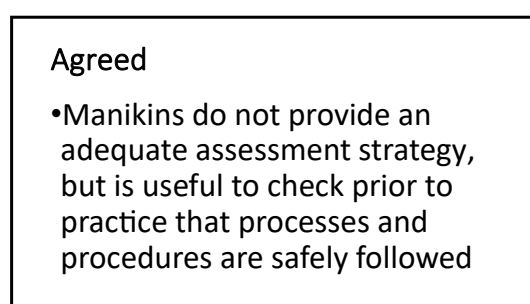 Agreed
•Manikins do not provide an
adequate assessment strategy,
but is useful to check prior to
practice that processes and
procedures are safely followed